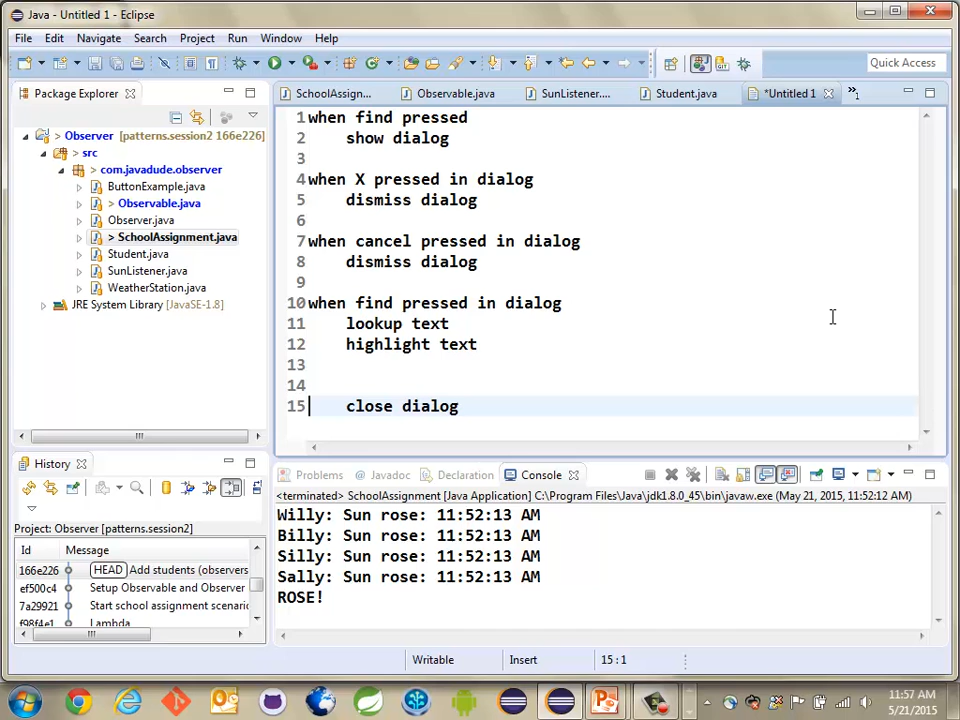 Java - Untitled 1 - Eclipse
File Edit Navigate Search Project Run Window Help
Quick Access
Package Explorer
SchoolAssign... Observable.java SunListener.... Student.java *Untitled 1 »1
> Observer [patterns.session2 166e226]
> src
> com.javadude.observer
ButtonExample.java
> Observable.java
Observer.java
> SchoolAssignment.java
Student.java
SunListener.java
WeatherStation.java
JRE System Library [JavaSE-1.8]
1 when find pressed
2 show dialog
3
4 when X pressed in dialog
5 dismiss dialog
6
7 when cancel pressed in dialog
8 dismiss dialog
9
10 when find pressed in dialog
11 lookup text
12 highlight text
13
14
15 close dialog
History
Project: Observer [patterns.session2]
Id Message
166e226 HEAD Add students (observers
ef500c4 Setup Observable and Observer
7a29921 Start school assignment scenaric
f98f4e1 Lambda
Problems @ Javadoc Declaration Console
<terminated> SchoolAssignment [Java Application] C:\Program Files\Java\jdk1.8.0_45\bin\javaw.exe (May 21, 2015, 11:52:12 AM)
Willy: Sun rose: 11:52:13 AM
Billy: Sun rose: 11:52:13 AM
Silly: Sun rose: 11:52:13 AM
Sally: Sun rose: 11:52:13 AM
ROSE!
Writable Insert 15 : 1
11:57 AM
5/21/2015